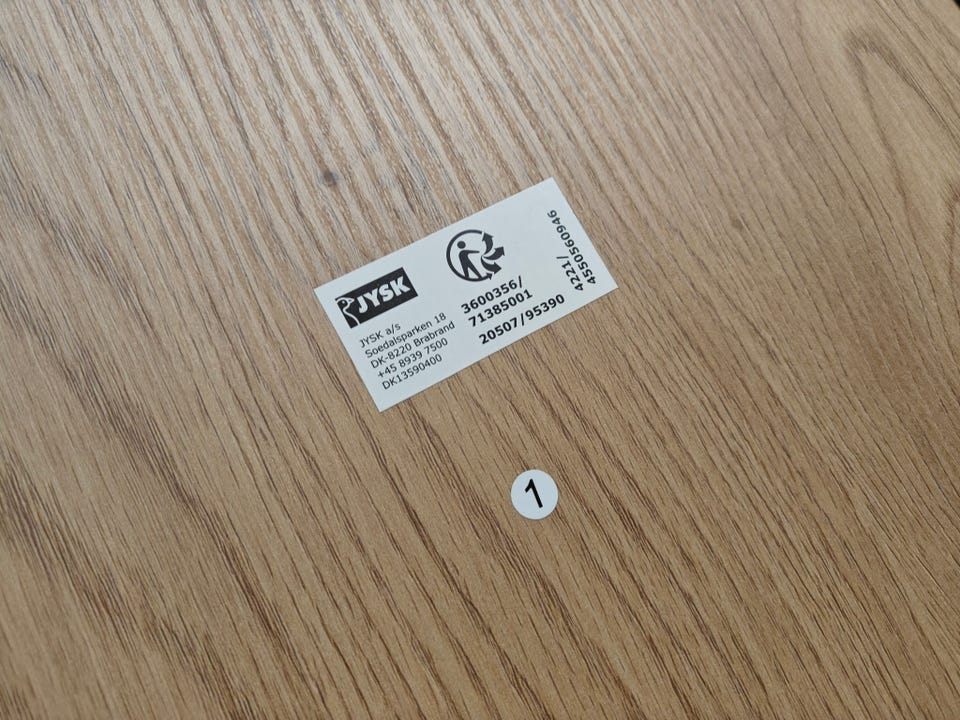 JYSK
JYSK a/s
Soedalsparken 18
DK-8220 Brabrand
+45 8939 7500
DK13590400
3600356/
71385001
20507/95390
4221/
4550560946
1